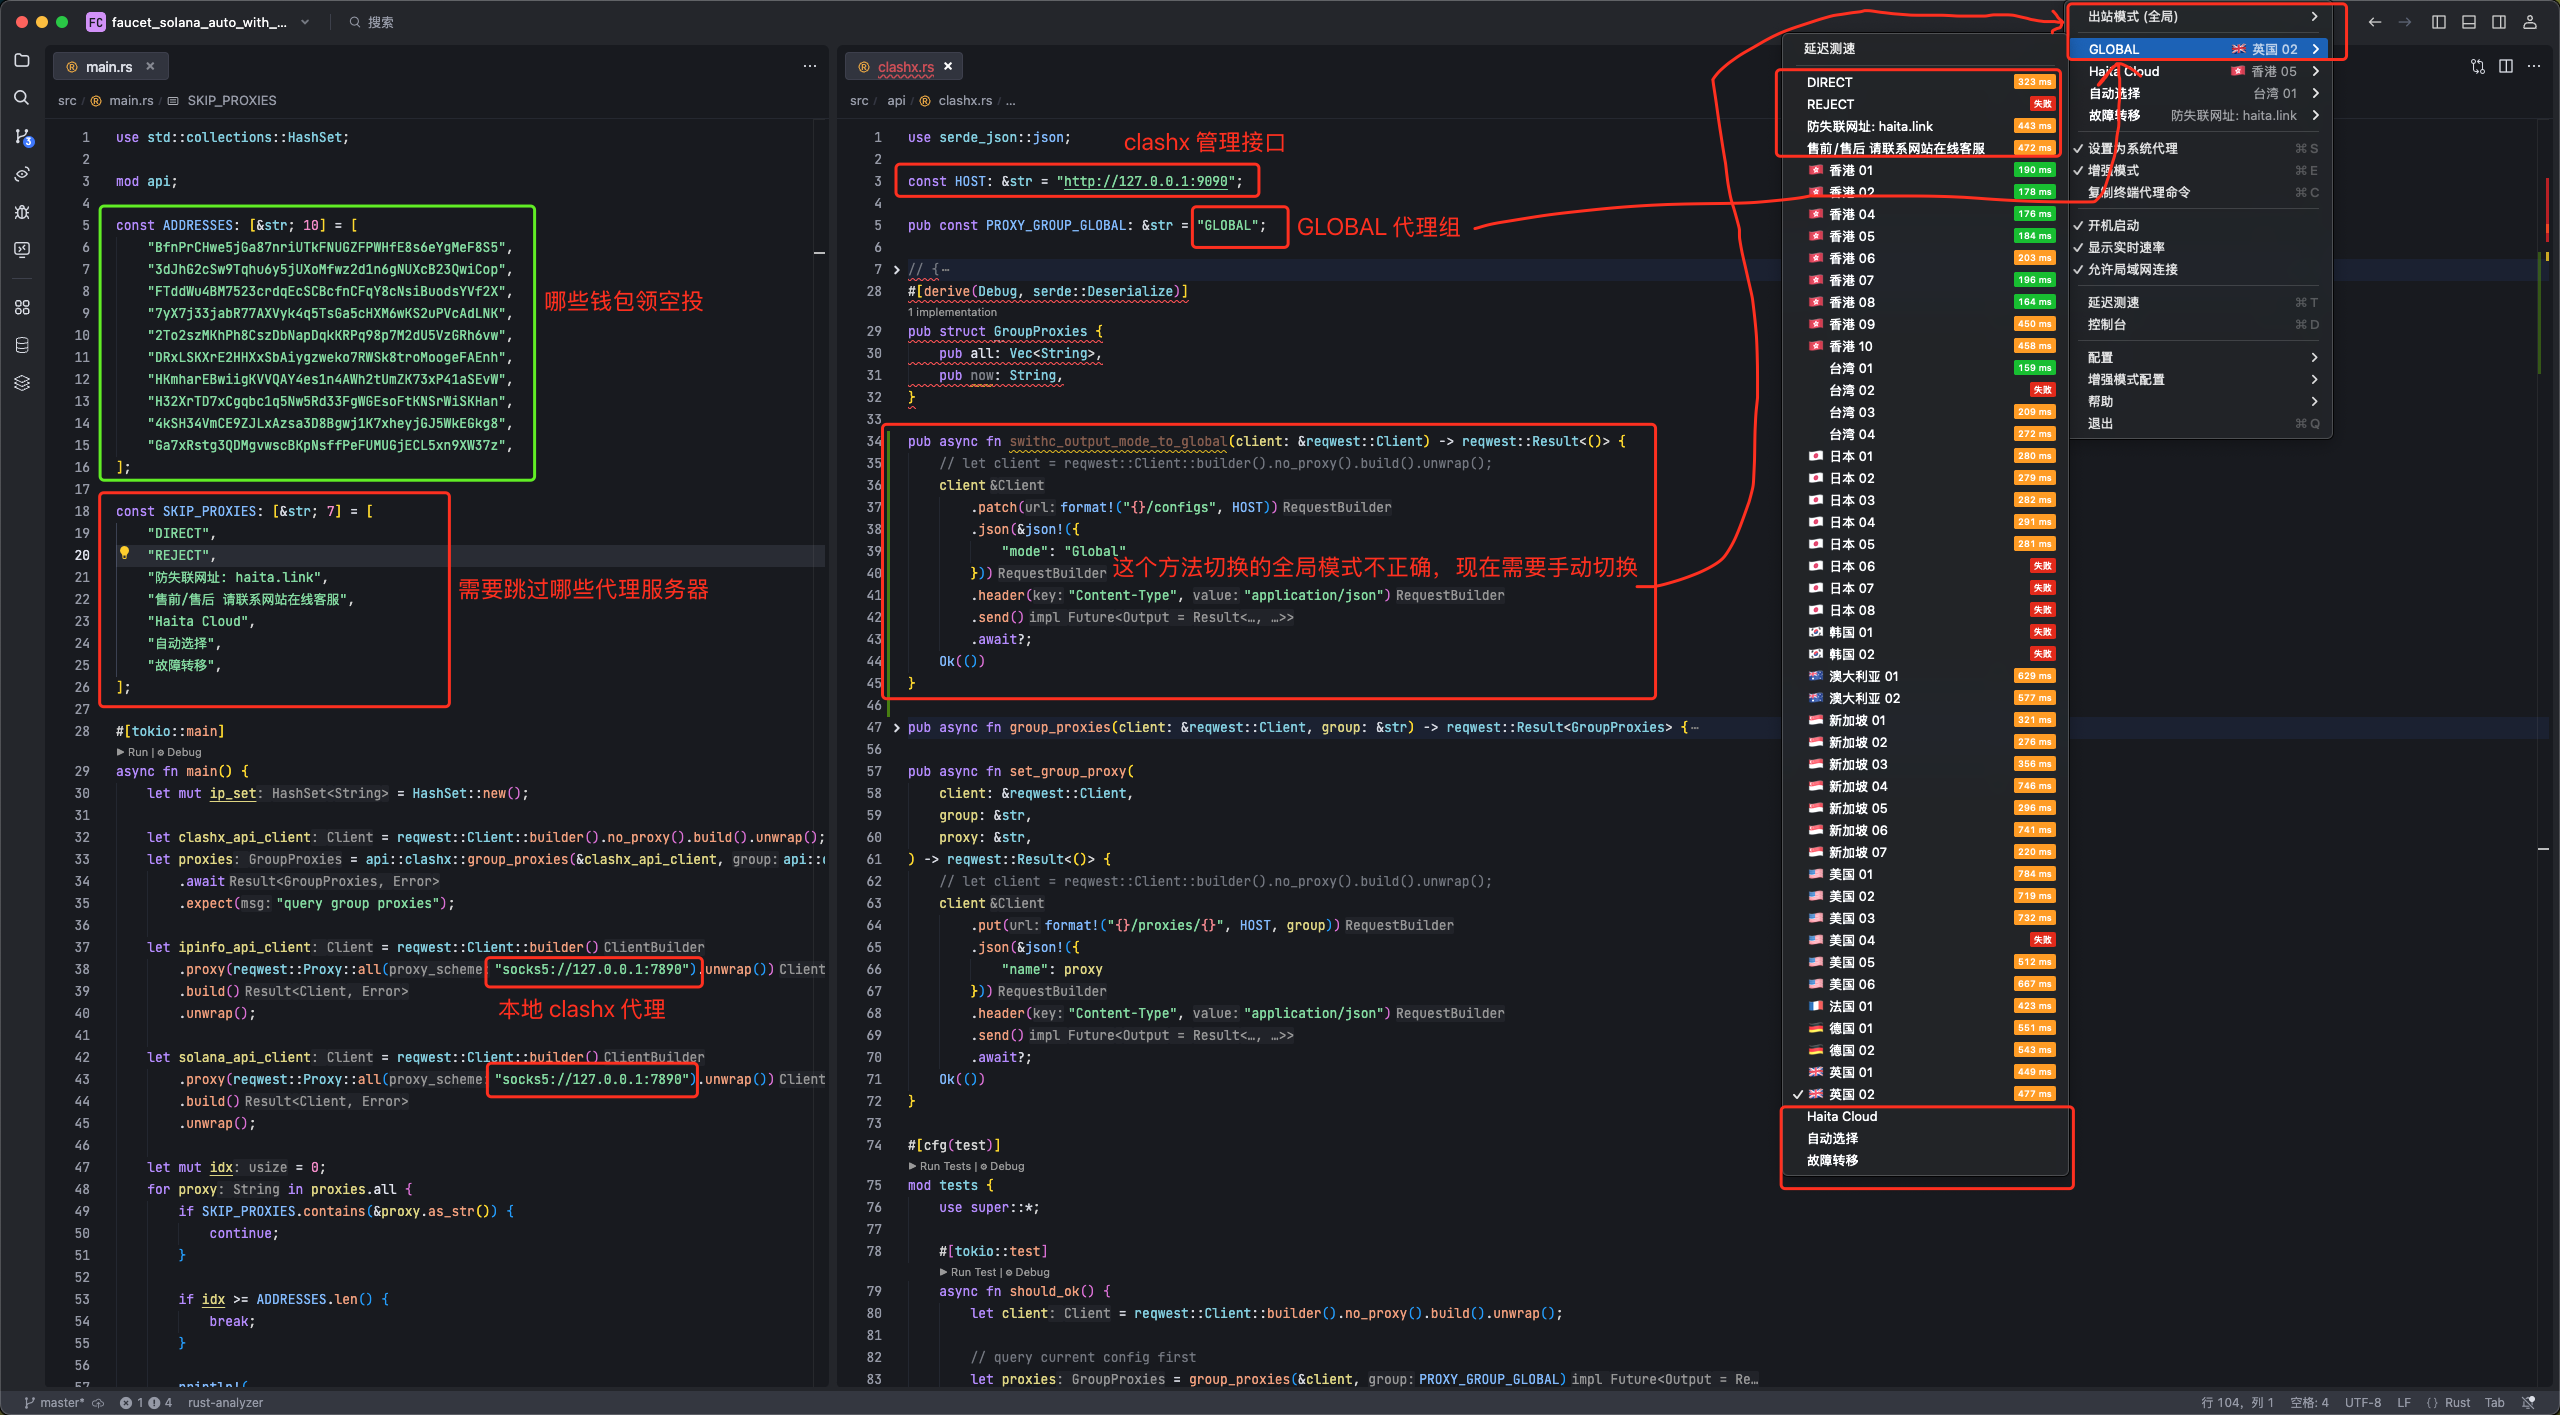 FC faucet_solana_auto_with_... 搜索
main.rs
src main.rs SKIP_PROXIES
1 use std::collections::HashSet;
2
3 mod api;
4
5 const ADDRESSES: [&str; 10] = [
6 "BfnPrCHwe5jGa87nriUTkFNUGZFPWHfE8s6eYgMeF8S5",
7 "3dJhG2cSw9Tqhu6y5jUXoMfwz2d1n6gNUXcB23QwiCop",
8 "FTddWu4BM7523crdqEcSCBcfnCFqY8cNsiBuodsYVf2X",
9 "7yX7j33jabR77AXVyk4q5TsGa5cHXM6wKS2uPVcAdLNK",
10 "2To2szMKhPh8CszDbNapDqkKRPq98p7M2dU5VzGRh6vw",
11 "DRxLSKXrE2HHXxSbAiygzweko7RWSk8troMoogeFAEnh",
12 "HKmharEBwiigKVVQAY4es1n4AWh2tUmZK73xP41aSEvW",
13 "H32XrTD7xCgqbc1q5Nw5Rd33FgWGEsoFtKNSrWiSKHan",
14 "4kSH34VmCE9ZJLxAzsa3D8Bgwj1K7xheyjGJ5WkEGkg8",
15 "Ga7xRstg3QDMgvwscBKpNsffPeFUMUGjECL5xn9XW37z",
16 ];
哪些钱包领空投
17
18 const SKIP_PROXIES: [&str; 7] = [
19 "DIRECT",
20 "REJECT",
21 "防失联网址: haita.link",
22 "售前/售后 请联系网站在线客服",
23 "Haita Cloud",
24 "自动选择",
25 "故障转移",
26 ];
需要跳过哪些代理服务器
27
28 #[tokio::main]
Run | Debug
29 async fn main() {
30 let mut ip_set: HashSet<String> = HashSet::new();
31
32 let clashx_api_client: Client = reqwest::Client::builder().no_proxy().build().unwrap();
33 let proxies: GroupProxies = api::clashx::group_proxies(&clashx_api_client, group: api::
34 .await Result<GroupProxies, Error>
35 .expect(msg: "query group proxies");
36
37 let ipinfo_api_client: Client = reqwest::Client::builder() ClientBuilder
38 .proxy(reqwest::Proxy::all(proxy_scheme: "socks5://127.0.0.1:7890").unwrap()) Client
39 .build() Result<Client, Error>
40 .unwrap();
本地 clashx 代理
41
42 let solana_api_client: Client = reqwest::Client::builder() ClientBuilder
43 .proxy(reqwest::Proxy::all(proxy_scheme: "socks5://127.0.0.1:7890").unwrap()) Client
44 .build() Result<Client, Error>
45 .unwrap();
46
47 let mut idx: usize = 0;
48 for proxy: String in proxies.all {
49 if SKIP_PROXIES.contains(&proxy.as_str()) {
50 continue;
51 }
52
53 if idx >= ADDRESSES.len() {
54 break;
55 }
56
57 println!(
clashx.rs
src api clashx.rs ...
1 use serde_json::json;
2
clashx 管理接口
3 const HOST: &str = "http://127.0.0.1:9090";
4
5 pub const PROXY_GROUP_GLOBAL: &str = "GLOBAL";
GLOBAL 代理组
6
7 // {…
28 #[derive(Debug, serde::Deserialize)]
1 implementation
29 pub struct GroupProxies {
30 pub all: Vec<String>,
31 pub now: String,
32 }
33
34 pub async fn swithc_output_mode_to_global(client: &reqwest::Client) -> reqwest::Result<()> {
35 // let client = reqwest::Client::builder().no_proxy().build().unwrap();
36 client &Client
37 .patch(url: format!("{}/configs", HOST)) RequestBuilder
38 .json(&json!({
39 "mode": "Global"
40 })) RequestBuilder
这个方法切换的全局模式不正确，现在需要手动切换
41 .header(key: "Content-Type", value: "application/json") RequestBuilder
42 .send() impl Future<Output = Result<…, …>>
43 .await?;
44 Ok(())
45 }
46
47 pub async fn group_proxies(client: &reqwest::Client, group: &str) -> reqwest::Result<GroupProxies> {…
56
57 pub async fn set_group_proxy(
58 client: &reqwest::Client,
59 group: &str,
60 proxy: &str,
61 ) -> reqwest::Result<()> {
62 // let client = reqwest::Client::builder().no_proxy().build().unwrap();
63 client &Client
64 .put(url: format!("{}/proxies/{}", HOST, group)) RequestBuilder
65 .json(&json!({
66 "name": proxy
67 })) RequestBuilder
68 .header(key: "Content-Type", value: "application/json") RequestBuilder
69 .send() impl Future<Output = Result<…, …>>
70 .await?;
71 Ok(())
72 }
73
74 #[cfg(test)]
Run Tests | Debug
75 mod tests {
76 use super::*;
77
78 #[tokio::test]
Run Test | Debug
79 async fn should_ok() {
80 let client: Client = reqwest::Client::builder().no_proxy().build().unwrap();
81
82 // query current config first
83 let proxies: GroupProxies = group_proxies(&client, group: PROXY_GROUP_GLOBAL) impl Future<Output = Re…
延迟测速
DIRECT 323 ms
REJECT 失败
防失联网址: haita.link 443 ms
售前/售后 请联系网站在线客服 472 ms
香港 01 190 ms
香港 02 178 ms
香港 04 176 ms
香港 05 184 ms
香港 06 203 ms
香港 07 196 ms
香港 08 164 ms
香港 09 450 ms
香港 10 458 ms
台湾 01 159 ms
台湾 02 失败
台湾 03 209 ms
台湾 04 272 ms
日本 01 280 ms
日本 02 279 ms
日本 03 282 ms
日本 04 291 ms
日本 05 281 ms
日本 06 失败
日本 07 失败
日本 08 失败
韩国 01 失败
韩国 02 失败
澳大利亚 01 629 ms
澳大利亚 02 577 ms
新加坡 01 321 ms
新加坡 02 276 ms
新加坡 03 356 ms
新加坡 04 746 ms
新加坡 05 296 ms
新加坡 06 741 ms
新加坡 07 220 ms
美国 01 784 ms
美国 02 719 ms
美国 03 732 ms
美国 04 失败
美国 05 512 ms
美国 06 667 ms
法国 01 423 ms
德国 01 551 ms
德国 02 543 ms
英国 01 449 ms
✓ 英国 02 477 ms
Haita Cloud
自动选择
故障转移
出站模式 (全局)
GLOBAL 英国 02
Haita Cloud 香港 05
自动选择 台湾 01
故障转移 防失联网址: haita.link
✓ 设置为系统代理 ⌘ S
✓ 增强模式 ⌘ E
复制终端代理命令 ⌘ C
✓ 开机启动
✓ 显示实时速率
✓ 允许局域网连接
延迟测速 ⌘ T
控制台 ⌘ D
配置
增强模式配置
帮助
退出 ⌘ Q
master* 1 4 rust-analyzer
行 104，列 1 空格: 4 UTF-8 LF {} Rust Tab